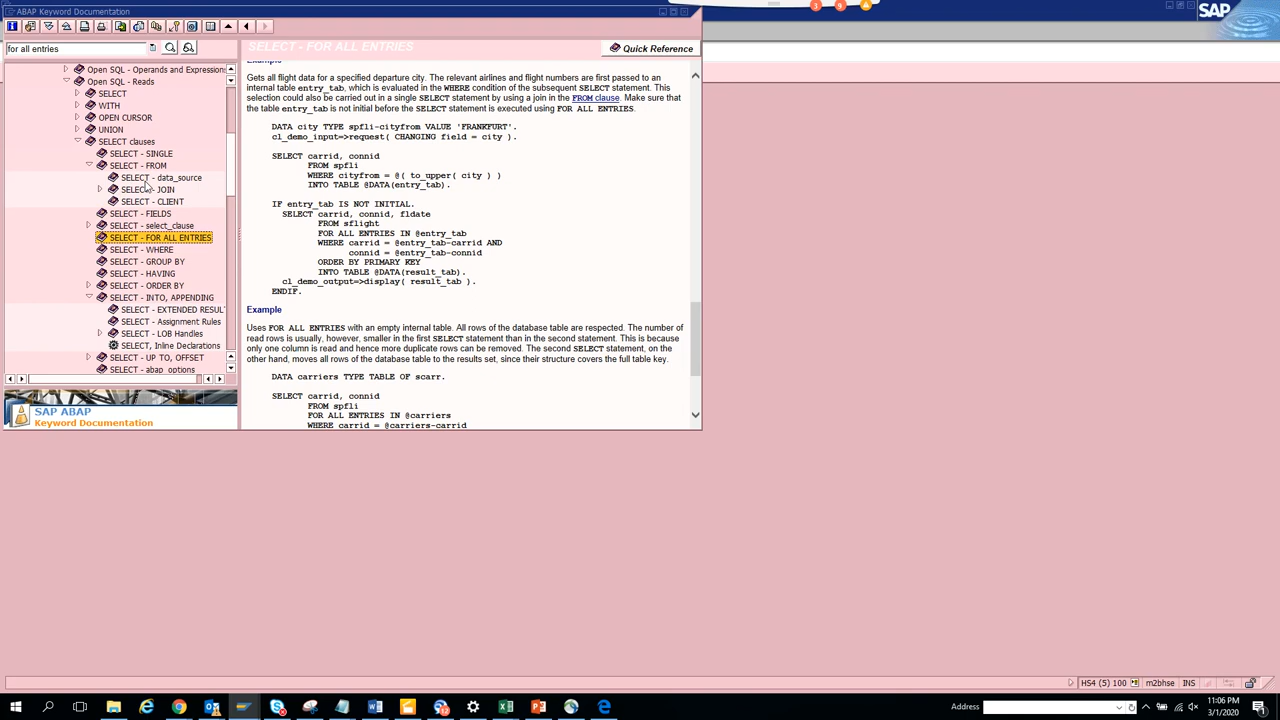 ABAP Keyword Documentation
3
9
SAP
for all entries
SELECT - FOR ALL ENTRIES
Quick Reference
Open SQL - Operands and Expression
Open SQL - Reads
SELECT
WITH
OPEN CURSOR
UNION
SELECT clauses
SELECT - SINGLE
SELECT - FROM
SELECT - data_source
SELECT - JOIN
SELECT - CLIENT
SELECT - FIELDS
SELECT - select_clause
SELECT - FOR ALL ENTRIES
SELECT - WHERE
SELECT - GROUP BY
SELECT - HAVING
SELECT - ORDER BY
SELECT - INTO, APPENDING
SELECT - EXTENDED RESUL
SELECT - Assignment Rules
SELECT - LOB Handles
SELECT, Inline Declarations
SELECT - UP TO, OFFSET
SELECT - abap_options
SAP ABAP
Keyword Documentation
Example
Gets all flight data for a specified departure city. The relevant airlines and flight numbers are first passed to an
internal table entry_tab, which is evaluated in the WHERE condition of the subsequent SELECT statement. This
selection could also be carried out in a single SELECT statement by using a join in the FROM clause. Make sure that
the table entry_tab is not initial before the SELECT statement is executed using FOR ALL ENTRIES.
DATA city TYPE spfli-cityfrom VALUE 'FRANKFURT'.
cl_demo_input=>request( CHANGING field = city ).
SELECT carrid, connid
FROM spfli
WHERE cityfrom = @( to_upper( city ) )
INTO TABLE @DATA(entry_tab).
IF entry_tab IS NOT INITIAL.
SELECT carrid, connid, fldate
FROM sflight
FOR ALL ENTRIES IN @entry_tab
WHERE carrid = @entry_tab-carrid AND
connid = @entry_tab-connid
ORDER BY PRIMARY KEY
INTO TABLE @DATA(result_tab).
cl_demo_output=>display( result_tab ).
ENDIF.
Example
Uses FOR ALL ENTRIES with an empty internal table. All rows of the database table are respected. The number of
read rows is usually, however, smaller in the first SELECT statement than in the second statement. This is because
only one column is read and hence more duplicate rows can be removed. The second SELECT statement, on the
other hand, moves all rows of the database table to the results set, since their structure covers the full table key.
DATA carriers TYPE TABLE OF scarr.
SELECT carrid, connid
FROM spfli
FOR ALL ENTRIES IN @carriers
WHERE carrid = @carriers-carrid
HS4 (5) 100
m2bhse
INS
Address
11:06 PM
3/1/2020